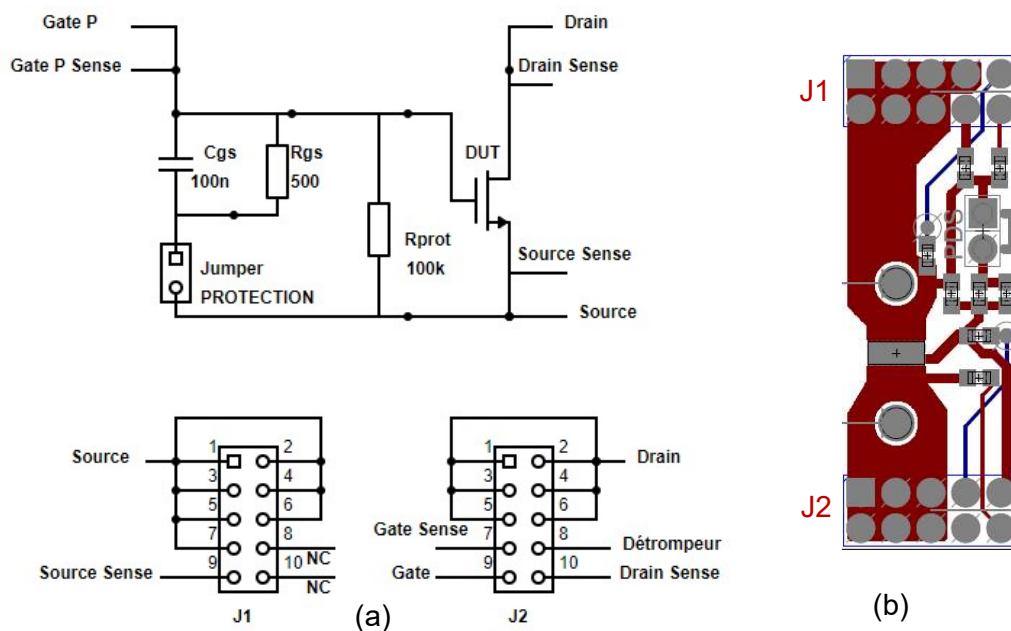 Gate P
Drain
Gate P Sense
Drain Sense
Cgs
100n
Rgs
500
DUT
Rprot
100k
Source Sense
Jumper
PROTECTION
Source
1
2
Source
3
4
5
6
7
8
NC
Source Sense
9
10
NC
J1
1
2
Drain
3
4
5
6
Gate Sense
7
8
Détrompeur
Gate
9
10
Drain Sense
J2
(a)
J1
PDS
J2
(b)